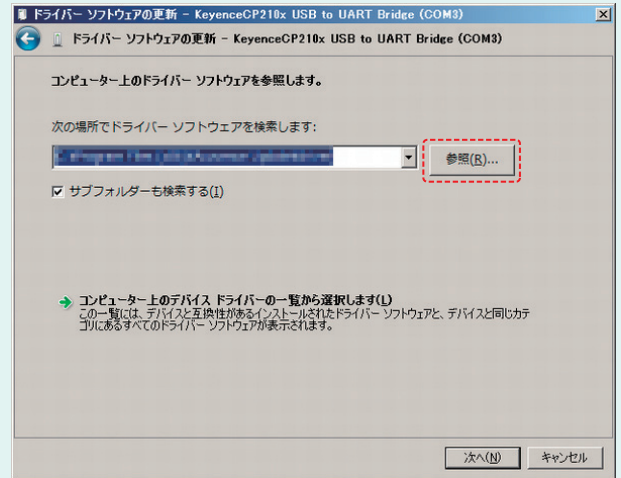 ドライバー ソフトウェアの更新 - KeyenceCP210x USB to UART Bridge (COM3)
ドライバー ソフトウェアの更新 - KeyenceCP210x USB to UART Bridge (COM3)
コンピューター上のドライバー ソフトウェアを参照します。
次の場所でドライバー ソフトウェアを検索します:
参照(R)...
サブフォルダーも検索する(I)
コンピューター上のデバイス ドライバーの一覧から選択します(L)
この一覧には、デバイスと互換性があるインストールされたドライバー ソフトウェアと、デバイスと同じカテ
ゴリにあるすべてのドライバー ソフトウェアが表示されます。
次へ(N)
キャンセル